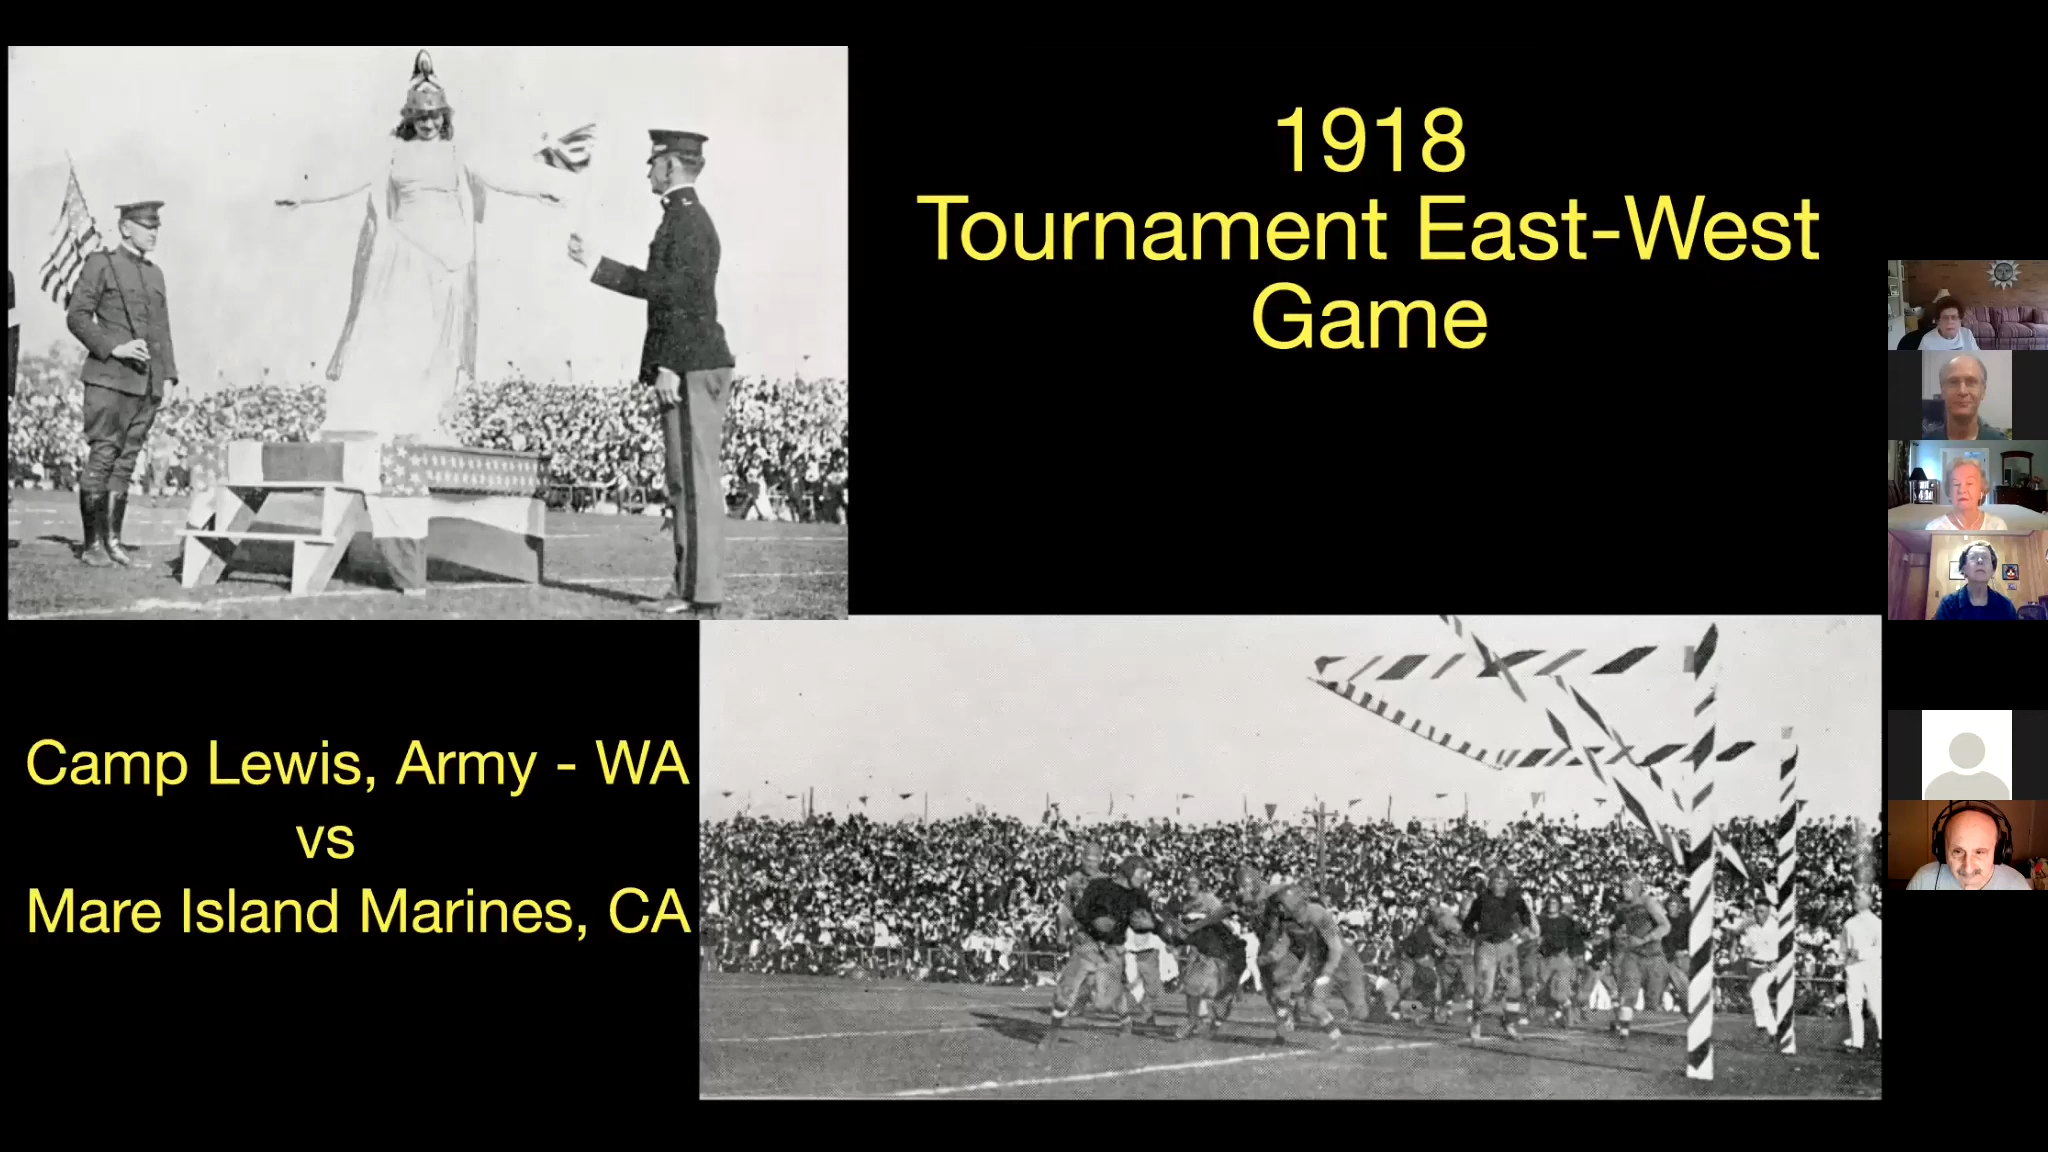 1918
Tournament East-West
Game
Camp Lewis, Army - WA
vs
Mare Island Marines, CA